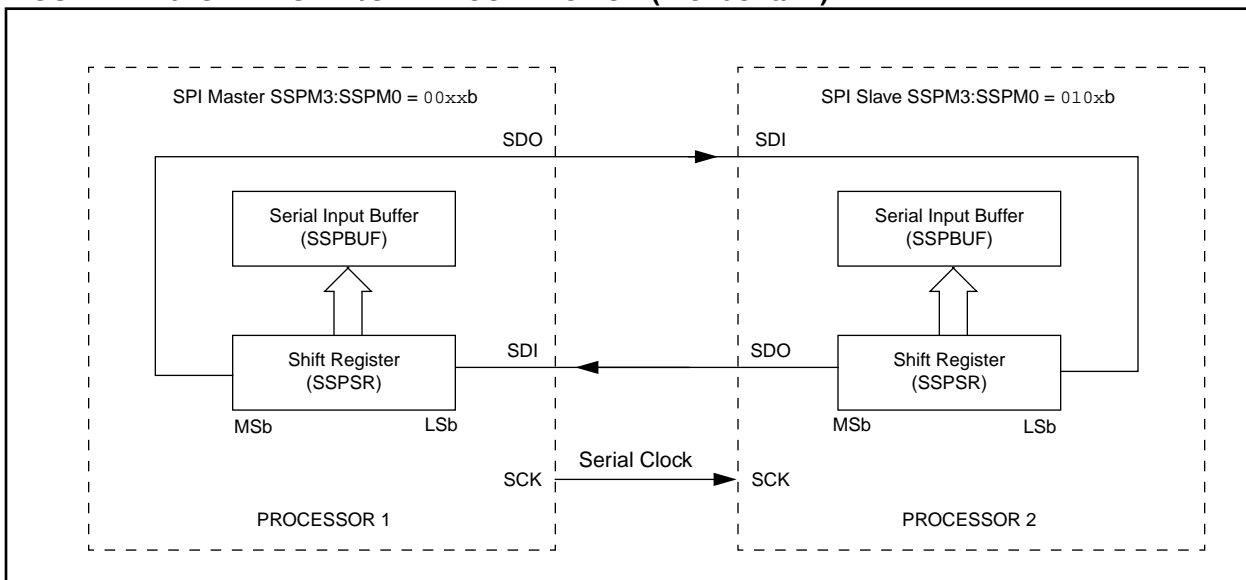 SPI Master SSPM3:SSPM0 = 00xxb
SDO
Serial Input Buffer
(SSPBUF)
Shift Register
(SSPSR)
MSb
LSb
SDI
SCK
PROCESSOR 1
Serial Clock
SPI Slave SSPM3:SSPM0 = 010xb
SDI
Serial Input Buffer
(SSPBUF)
SDO
Shift Register
(SSPSR)
MSb
LSb
SCK
PROCESSOR 2